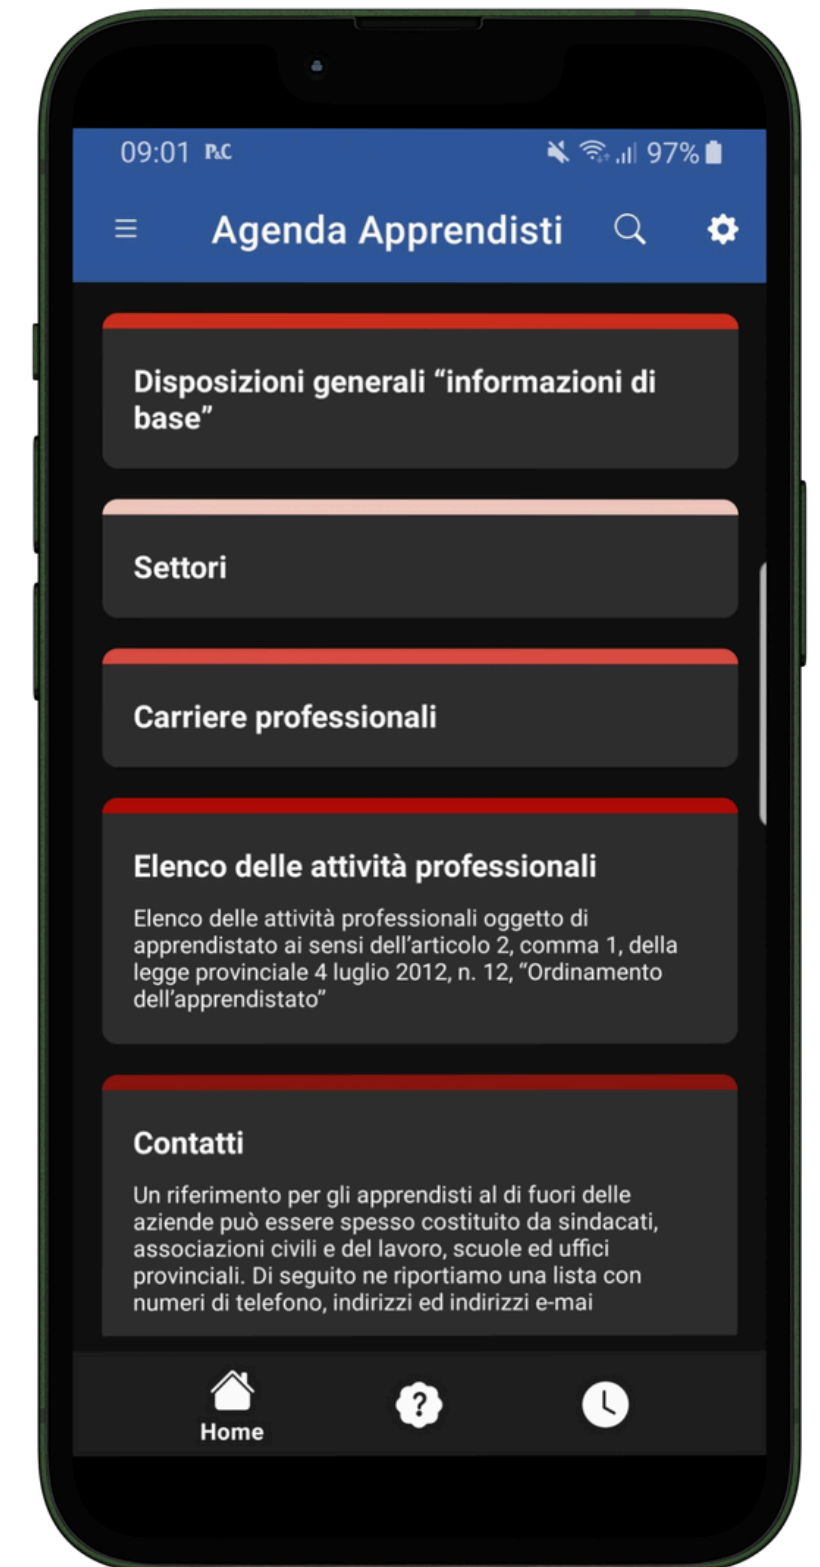 09:01 P&C 97%
Agenda Apprendisti
Disposizioni generali “informazioni di
base”
Settori
Carriere professionali
Elenco delle attività professionali
Elenco delle attività professionali oggetto di
apprendistato ai sensi dell’articolo 2, comma 1, della
legge provinciale 4 luglio 2012, n. 12, “Ordinamento
dell’apprendistato”
Contatti
Un riferimento per gli apprendisti al di fuori delle
aziende può essere spesso costituito da sindacati,
associazioni civili e del lavoro, scuole ed uffici
provinciali. Di seguito ne riportiamo una lista con
numeri di telefono, indirizzi ed indirizzi e-mai
?
Home